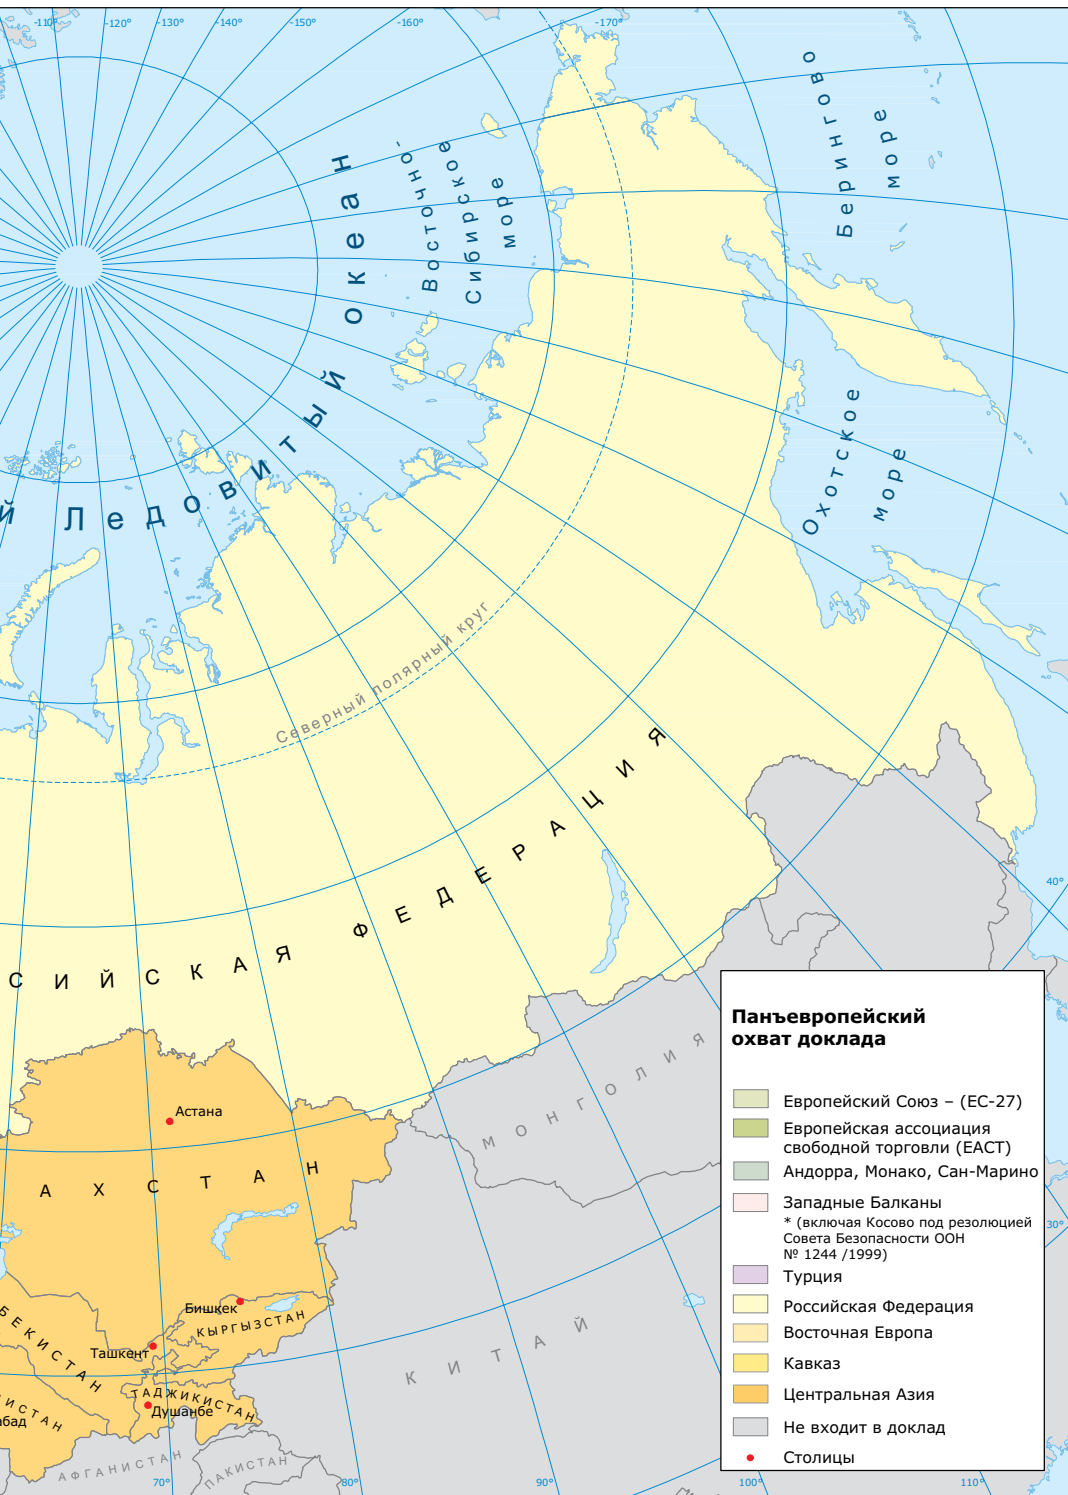 -110°
-120°
-130°
-140°
-150°
-160°
-170°
Берингово
море
Восточно-
Сибирское
море
й Ледовитый океан
Охотское
море
Северный полярный круг
СИЙСКАЯ ФЕДЕРАЦИЯ
40°
30°
МОНГОЛИЯ
Астана
АХСТАН
Бишкек
КЫРГЫЗСТАН
Ташкент
БЕКИСТАН
ТАДЖИКИСТАН
Душанбе
ИСТАН
абад
КИТАЙ
АФГАНИСТАН
ПАКИСТАН
70°
80°
90°
100°
110°
Панъевропейский
охват доклада
Европейский Союз – (ЕС-27)
Европейская ассоциация
свободной торговли (ЕАСТ)
Андорра, Монако, Сан-Марино
Западные Балканы
* (включая Косово под резолюцией
Совета Безопасности ООН
№ 1244 /1999)
Турция
Российская Федерация
Восточная Европа
Кавказ
Центральная Азия
Не входит в доклад
Столицы